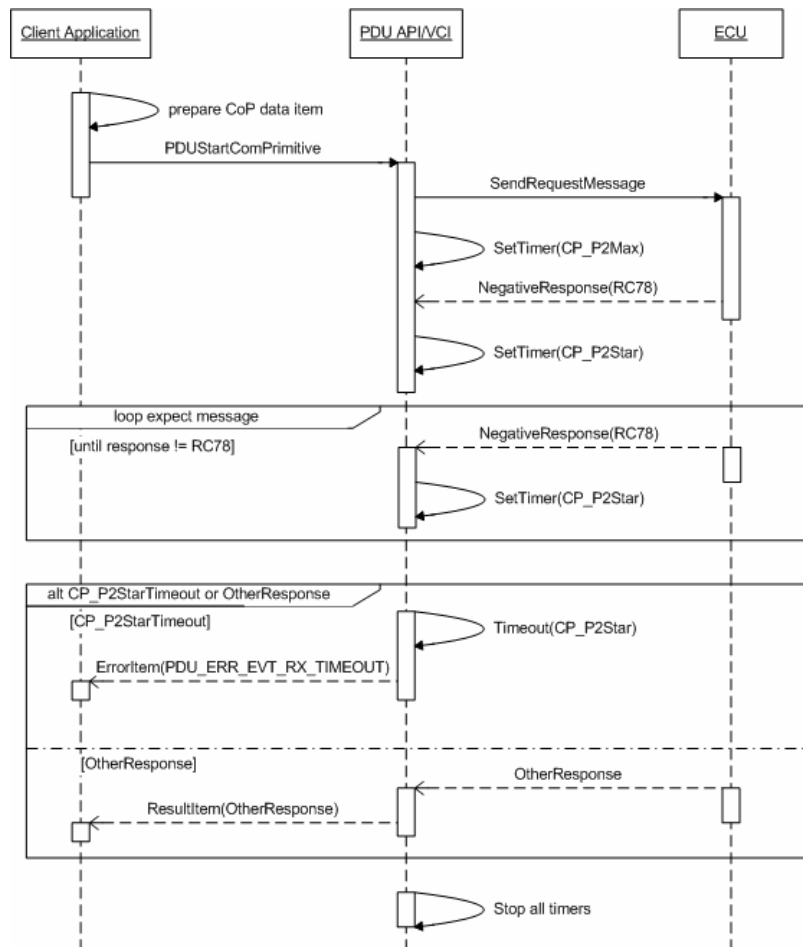 Client Application
PDU API/VCI
ECU
prepare CoP data item
PDUStartComPrimitive
SendRequestMessage
SetTimer(CP_P2Max)
NegativeResponse(RC78)
SetTimer(CP_P2Star)
loop expect message
[until response != RC78]
NegativeResponse(RC78)
SetTimer(CP_P2Star)
alt CP_P2StarTimeout or OtherResponse
[CP_P2StarTimeout]
Timeout(CP_P2Star)
ErrorItem(PDU_ERR_EVT_RX_TIMEOUT)
[OtherResponse]
OtherResponse
ResultItem(OtherResponse)
Stop all timers